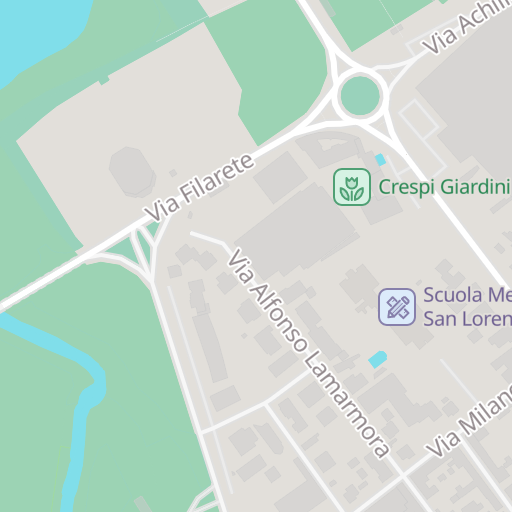 Via Achill
Via Filarete
Crespi Giardini
Via Alfonso Lamarmora
Scuola Me
San Loren
Via Milano